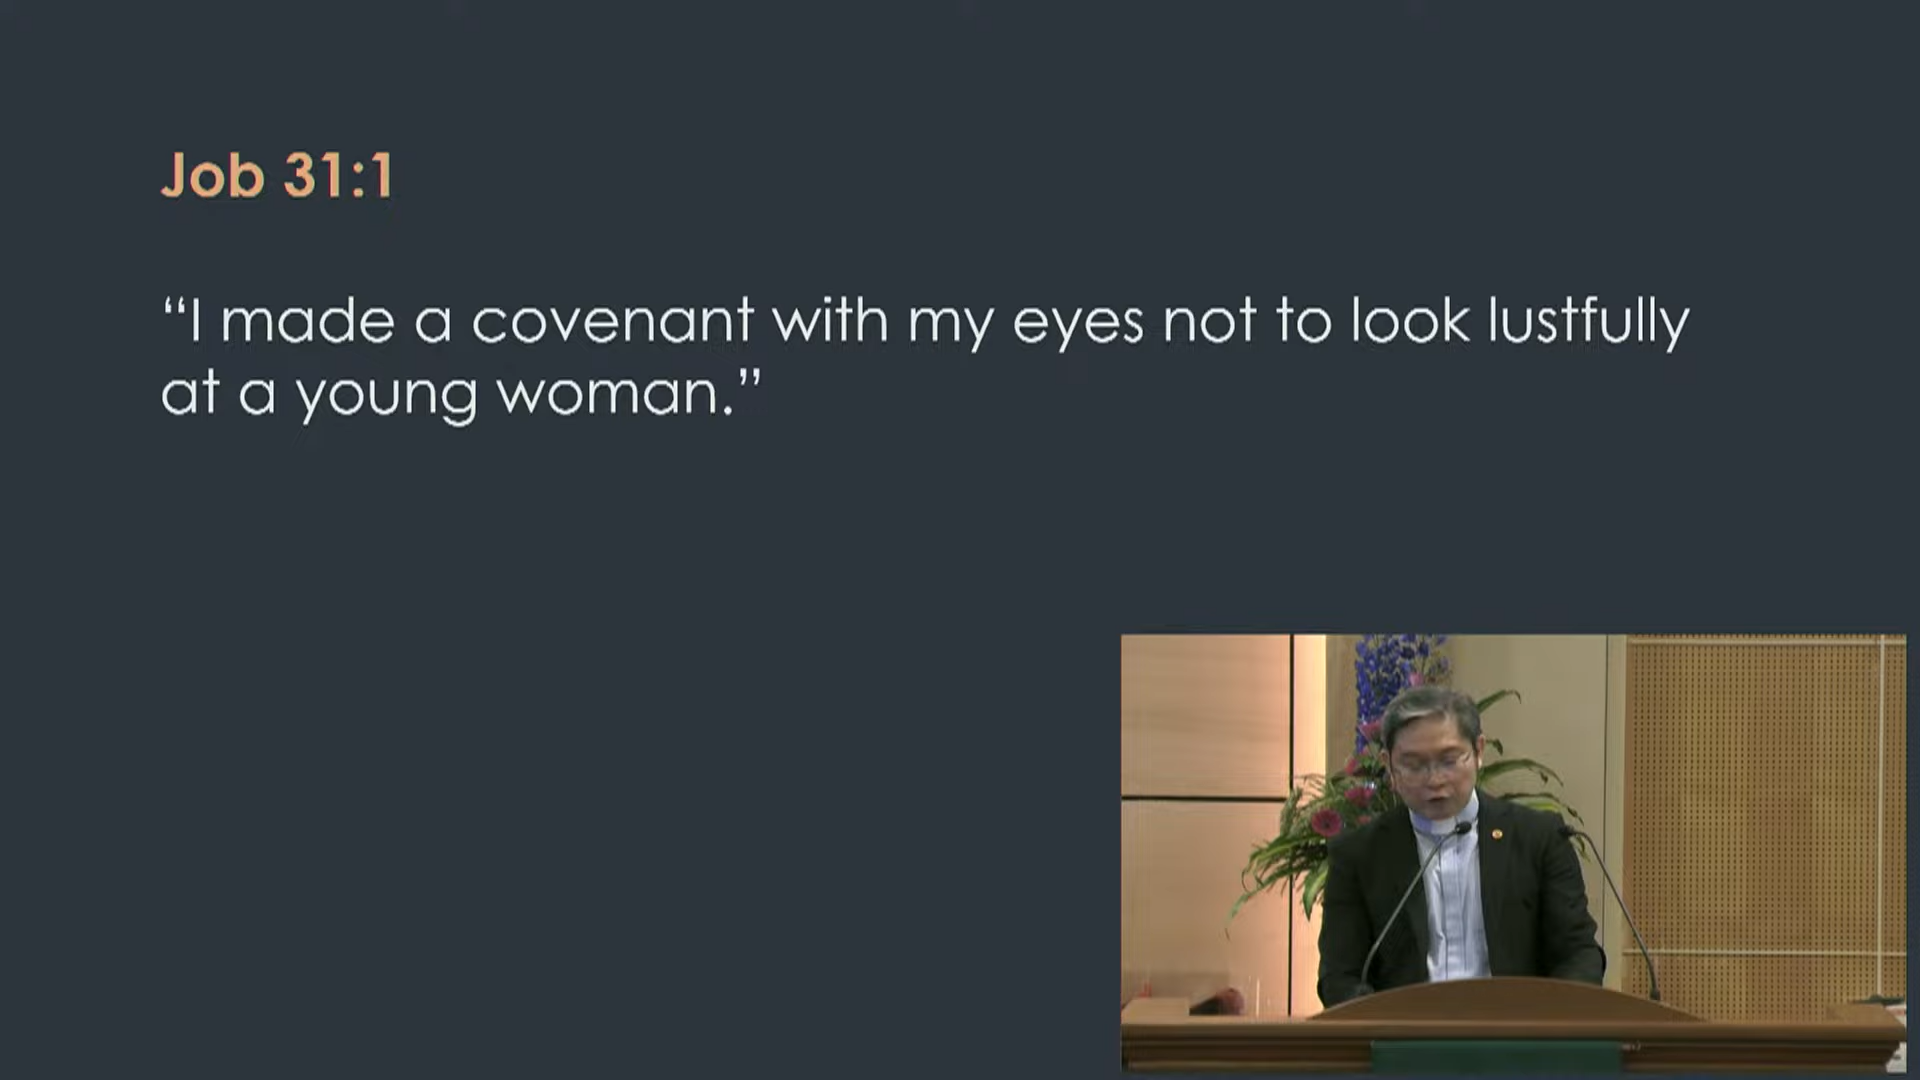 Job 31:1
“I made a covenant with my eyes not to look lustfully
at a young woman.”